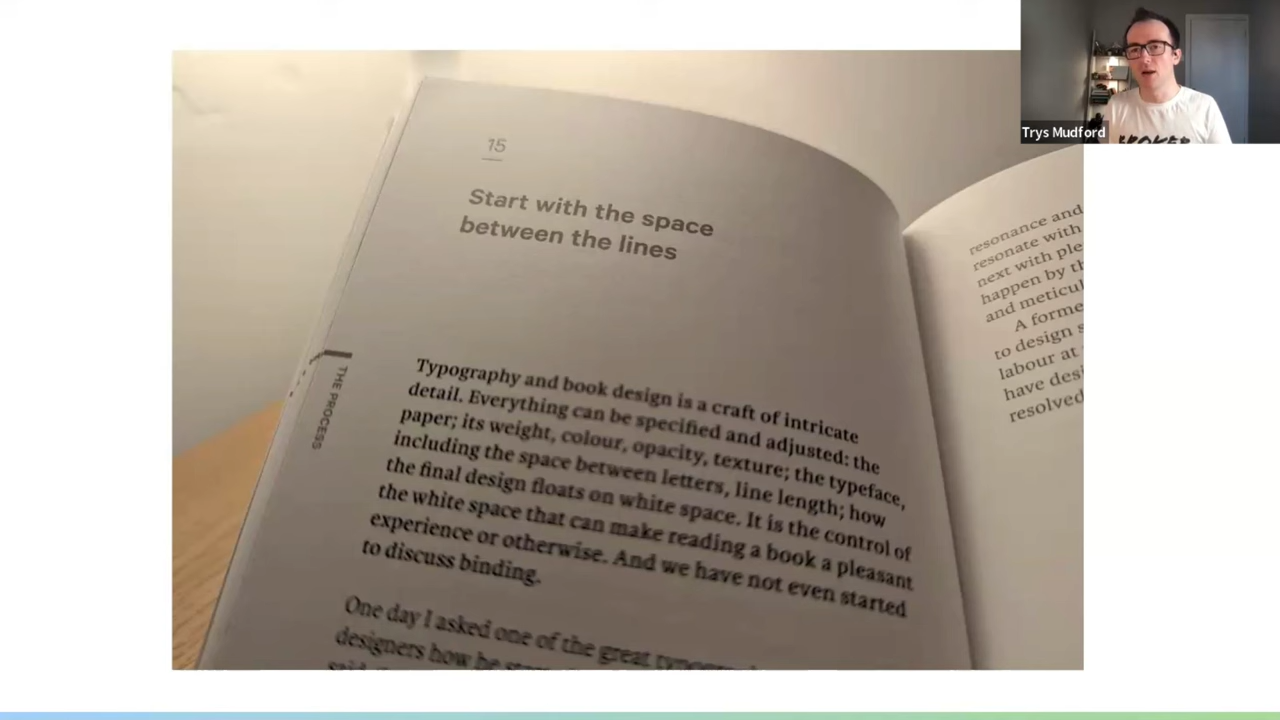 15
Start with the space
between the lines
THE PROCESS
Typography and book design is a craft of intricate
detail. Everything can be specified and adjusted: the
paper; its weight, colour, opacity, texture; the typeface,
including the space between letters, line length; how
the final design floats on white space. It is the control of
the white space that can make reading a book a pleasant
experience or otherwise. And we have not even started
to discuss binding.
One day I asked one of the great
designers how he
resonance and
resonate with
next with
happen by
and
A
to design
labour at
have
resolved
Trys Mudford